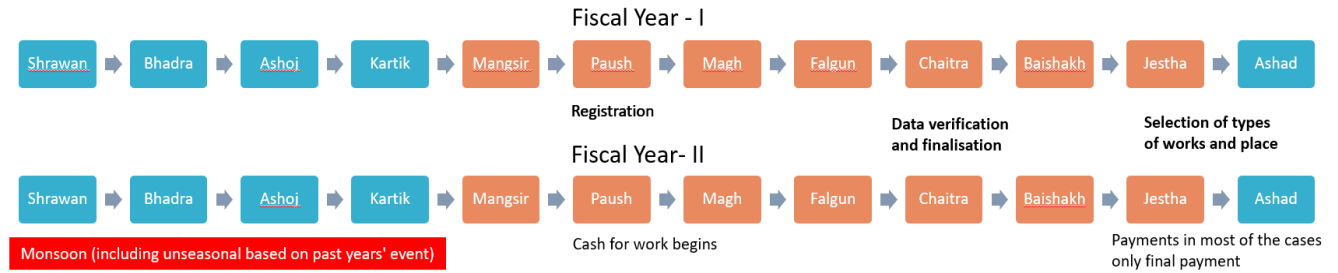 Fiscal Year - I
Shrawan Bhadra Ashoj Kartik Mangsir Paush Magh Falgun Chaitra Baishakh Jestha Ashad
Registration
Data verification
and finalisation
Selection of types
of works and place
Fiscal Year- II
Shrawan Bhadra Ashoj Kartik Mangsir Paush Magh Falgun Chaitra Baishakh Jestha Ashad
Monsoon (including unseasonal based on past years' event)
Cash for work begins
Payments in most of the cases
only final payment